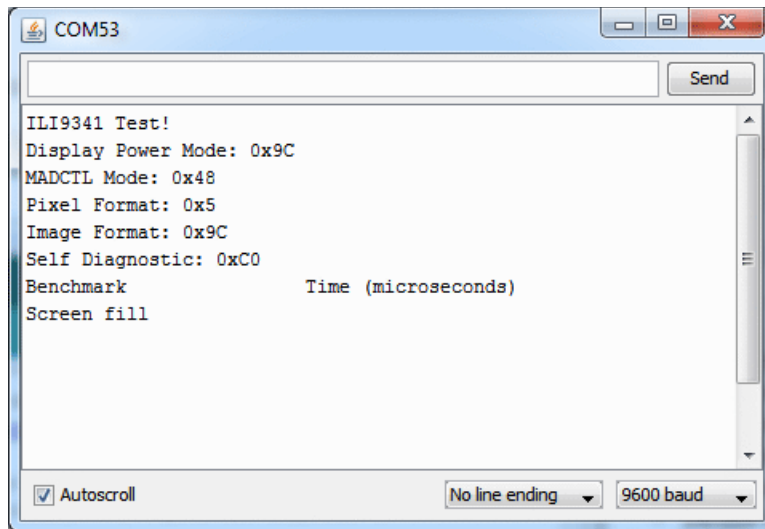 COM53
Send
ILI9341 Test!
Display Power Mode: 0x9C
MADCTL Mode: 0x48
Pixel Format: 0x5
Image Format: 0x9C
Self Diagnostic: 0xC0
Benchmark                Time (microseconds)
Screen fill
Autoscroll No line ending 9600 baud